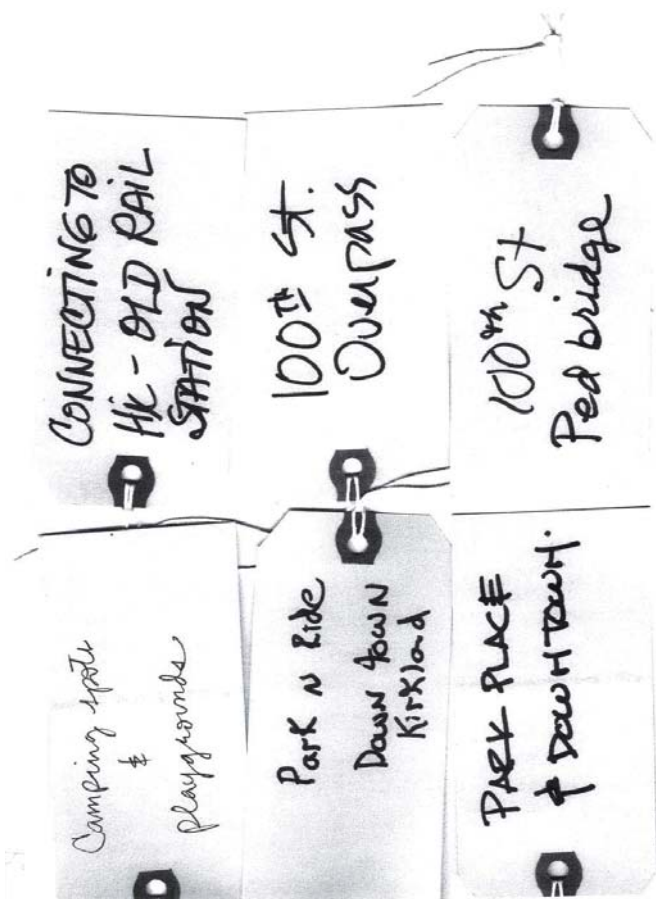 CONNECTING TO
THE - OLD RAIL
STATION
100TH St.
Overpass
100th St
Ped bridge
Camping spots
&
playgrounds
Park N Ride
Down town
Kirkland
PARK PLACE
& DOWNTOWN.